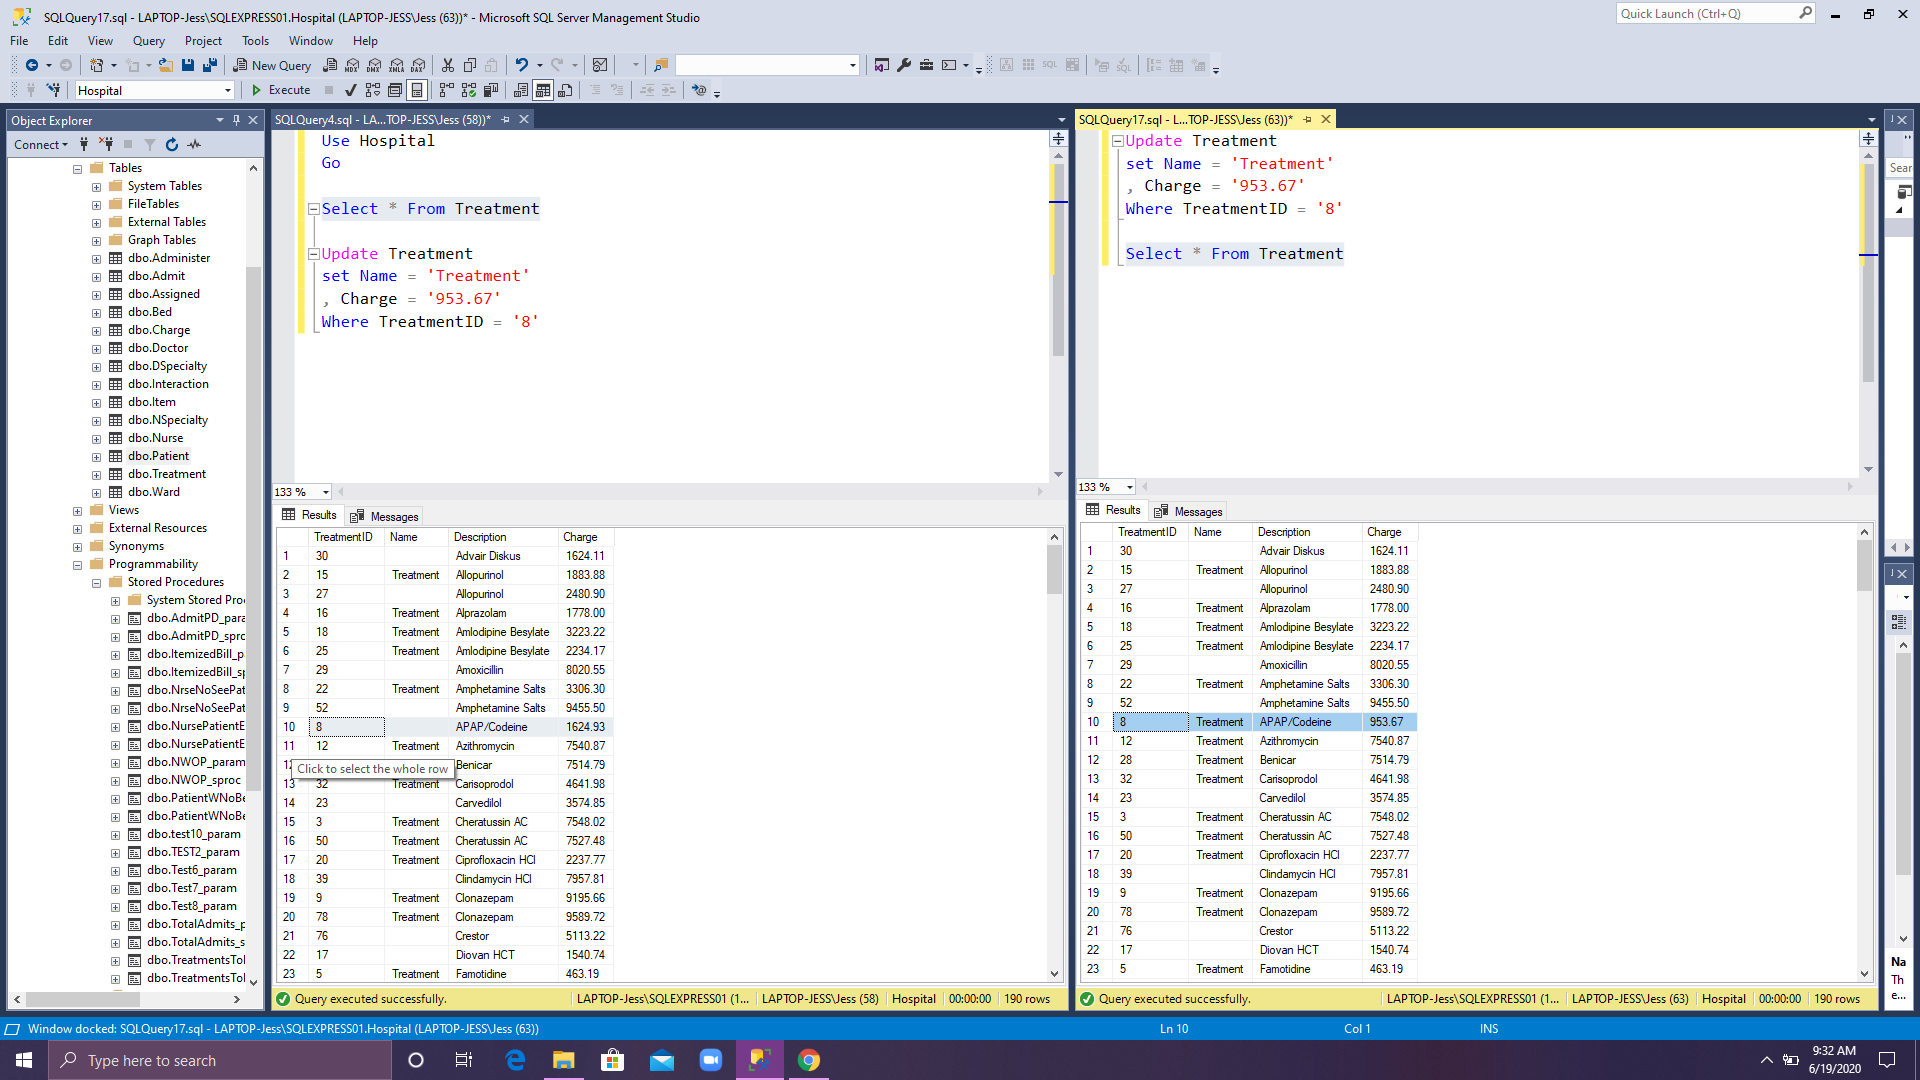 SQLQuery17.sql - LAPTOP-Jess\SQLEXPRESS01.Hospital (LAPTOP-JESS\Jess (63))* - Microsoft SQL Server Management Studio
Quick Launch (Ctrl+Q)
File Edit View Query Project Tools Window Help
New Query MDX DMX XMLA DAX
Hospital Execute
Object Explorer
Connect
Tables
System Tables
FileTables
External Tables
Graph Tables
dbo.Administer
dbo.Admit
dbo.Assigned
dbo.Bed
dbo.Charge
dbo.Doctor
dbo.DSpecialty
dbo.Interaction
dbo.Item
dbo.NSpecialty
dbo.Nurse
dbo.Patient
dbo.Treatment
dbo.Ward
Views
External Resources
Synonyms
Programmability
Stored Procedures
System Stored Pro
dbo.AdmitPD_para
dbo.AdmitPD_sproc
dbo.ItemizedBill_p
dbo.ItemizedBill_s
dbo.NrseNoSeePat
dbo.NrseNoSeePat
dbo.NursePatientE
dbo.NursePatientE
dbo.NWOP_param
dbo.NWOP_sproc
dbo.PatientWNoBe
dbo.PatientWNoBe
dbo.test10_param
dbo.TEST2_param
dbo.Test6_param
dbo.Test7_param
dbo.Test8_param
dbo.TotalAdmits_p
dbo.TotalAdmits_s
dbo.TreatmentsTol
dbo.TreatmentsTol
SQLQuery4.sql - LA...TOP-JESS\Jess (58))*
Use Hospital
Go
Select * From Treatment
Update Treatment
set Name = 'Treatment'
, Charge = '953.67'
Where TreatmentID = '8'
133 %
Results Messages
TreatmentID Name Description Charge
1 30 Advair Diskus 1624.11
2 15 Treatment Allopurinol 1883.88
3 27 Allopurinol 2480.90
4 16 Treatment Alprazolam 1778.00
5 18 Treatment Amlodipine Besylate 3223.22
6 25 Treatment Amlodipine Besylate 2234.17
7 29 Amoxicillin 8020.55
8 22 Treatment Amphetamine Salts 3306.30
9 52 Amphetamine Salts 9455.50
10 8 APAP/Codeine 1624.93
11 12 Treatment Azithromycin 7540.87
Benicar 7514.79
Click to select the whole row
13 32 Treatment Carisoprodol 4641.98
14 23 Carvedilol 3574.85
15 3 Treatment Cheratussin AC 7548.02
16 50 Treatment Cheratussin AC 7527.48
17 20 Treatment Ciprofloxacin HCl 2237.77
18 39 Clindamycin HCl 7957.81
19 9 Treatment Clonazepam 9195.66
20 78 Treatment Clonazepam 9589.72
21 76 Crestor 5113.22
22 17 Diovan HCT 1540.74
23 5 Treatment Famotidine 463.19
Query executed successfully. LAPTOP-Jess\SQLEXPRESS01 (1... LAPTOP-JESS\Jess (58) Hospital 00:00:00 190 rows
SQLQuery17.sql - L...TOP-JESS\Jess (63))*
Update Treatment
set Name = 'Treatment'
, Charge = '953.67'
Where TreatmentID = '8'
Select * From Treatment
133 %
Results Messages
TreatmentID Name Description Charge
1 30 Advair Diskus 1624.11
2 15 Treatment Allopurinol 1883.88
3 27 Allopurinol 2480.90
4 16 Treatment Alprazolam 1778.00
5 18 Treatment Amlodipine Besylate 3223.22
6 25 Treatment Amlodipine Besylate 2234.17
7 29 Amoxicillin 8020.55
8 22 Treatment Amphetamine Salts 3306.30
9 52 Amphetamine Salts 9455.50
10 8 Treatment APAP/Codeine 953.67
11 12 Treatment Azithromycin 7540.87
12 28 Treatment Benicar 7514.79
13 32 Treatment Carisoprodol 4641.98
14 23 Carvedilol 3574.85
15 3 Treatment Cheratussin AC 7548.02
16 50 Treatment Cheratussin AC 7527.48
17 20 Treatment Ciprofloxacin HCl 2237.77
18 39 Clindamycin HCl 7957.81
19 9 Treatment Clonazepam 9195.66
20 78 Treatment Clonazepam 9589.72
21 76 Crestor 5113.22
22 17 Diovan HCT 1540.74
23 5 Treatment Famotidine 463.19
Query executed successfully. LAPTOP-Jess\SQLEXPRESS01 (1... LAPTOP-JESS\Jess (63) Hospital 00:00:00 190 rows
Sear
Na
Th
e...
Window docked: SQLQuery17.sql - LAPTOP-Jess\SQLEXPRESS01.Hospital (LAPTOP-JESS\Jess (63)) Ln 10 Col 1 INS
Type here to search
9:32 AM
6/19/2020